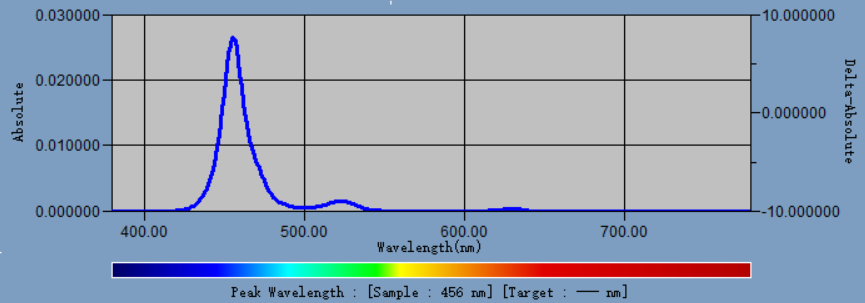 0.030000
10.000000
0.020000
Absolute
-0.000000
Delta-Absolute
0.010000
0.000000
-10.000000
400.00 500.00 600.00 700.00
Wavelength(nm)
Peak Wavelength : [Sample : 456 nm] [Target : —— nm]